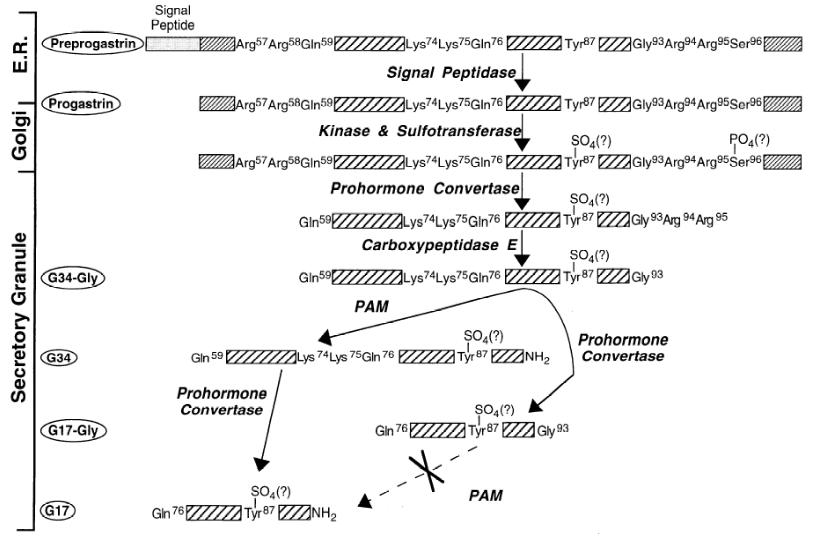 Signal
Peptide
E.R.
Preprogastrin
Arg57Arg58Gln59 Lys74Lys75Gln76 Tyr87 Gly93Arg94Arg95Ser96
Signal Peptidase
Progastrin
Arg57Arg58Gln59 Lys74Lys75Gln76 Tyr87 Gly93Arg94Arg95Ser96
Golgi
Kinase & Sulfotransferase
SO4(?) PO4(?)
Arg57Arg58Gln59 Lys74Lys75Gln76 Tyr87 Gly93Arg94Arg95Ser96
Prohormone Convertase
SO4(?)
Gln59 Lys74Lys75Gln76 Tyr87 Gly93Arg94Arg95
Carboxypeptidase E
SO4(?)
Secretory Granule
G34-Gly
Gln59 Lys74Lys75Gln76 Tyr87 Gly93
PAM
Prohormone
Convertase
SO4(?)
G34
Gln59 Lys74Lys75Gln76 Tyr87 NH2
Prohormone
Convertase
SO4(?)
G17-Gly
Gln76 Tyr87 Gly93
PAM
SO4(?)
G17
Gln76 Tyr87 NH2